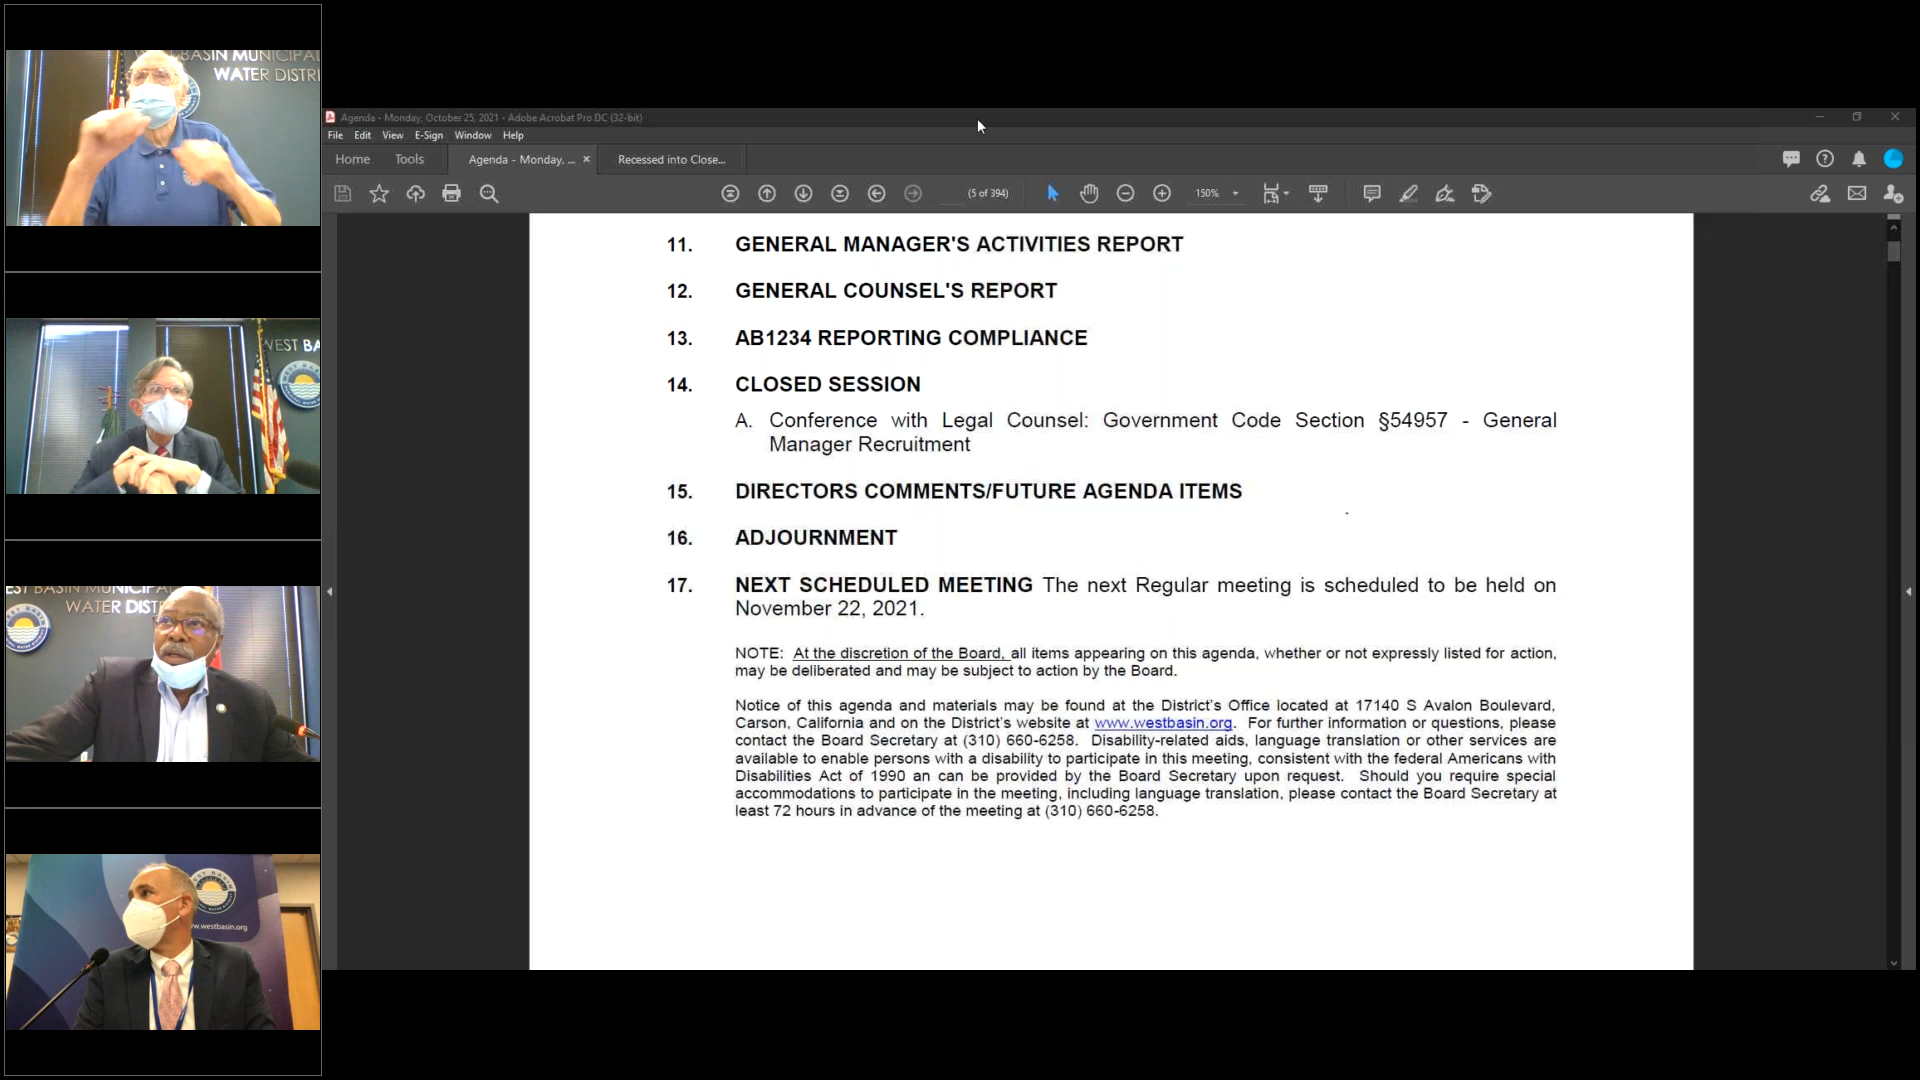 WEST BASIN MUNICIPAL
WATER DISTRI
WEST BA
EST BASIN MUNICIPA
WATER DIST
WEST BASIN
www.westbasin.org
Agenda - Monday, October 25, 2021 - Adobe Acrobat Pro DC (32-bit)
File Edit View E-Sign Window Help
Home Tools Agenda - Monday, ... × Recessed into Close...
(5 of 394) 150%
11. GENERAL MANAGER'S ACTIVITIES REPORT
12. GENERAL COUNSEL'S REPORT
13. AB1234 REPORTING COMPLIANCE
14. CLOSED SESSION
A. Conference with Legal Counsel: Government Code Section §54957 - General
Manager Recruitment
15. DIRECTORS COMMENTS/FUTURE AGENDA ITEMS
16. ADJOURNMENT
17. NEXT SCHEDULED MEETING The next Regular meeting is scheduled to be held on
November 22, 2021.
NOTE: At the discretion of the Board, all items appearing on this agenda, whether or not expressly listed for action,
may be deliberated and may be subject to action by the Board.
Notice of this agenda and materials may be found at the District's Office located at 17140 S Avalon Boulevard,
Carson, California and on the District's website at www.westbasin.org. For further information or questions, please
contact the Board Secretary at (310) 660-6258. Disability-related aids, language translation or other services are
available to enable persons with a disability to participate in this meeting, consistent with the federal Americans with
Disabilities Act of 1990 an can be provided by the Board Secretary upon request. Should you require special
accommodations to participate in the meeting, including language translation, please contact the Board Secretary at
least 72 hours in advance of the meeting at (310) 660-6258.